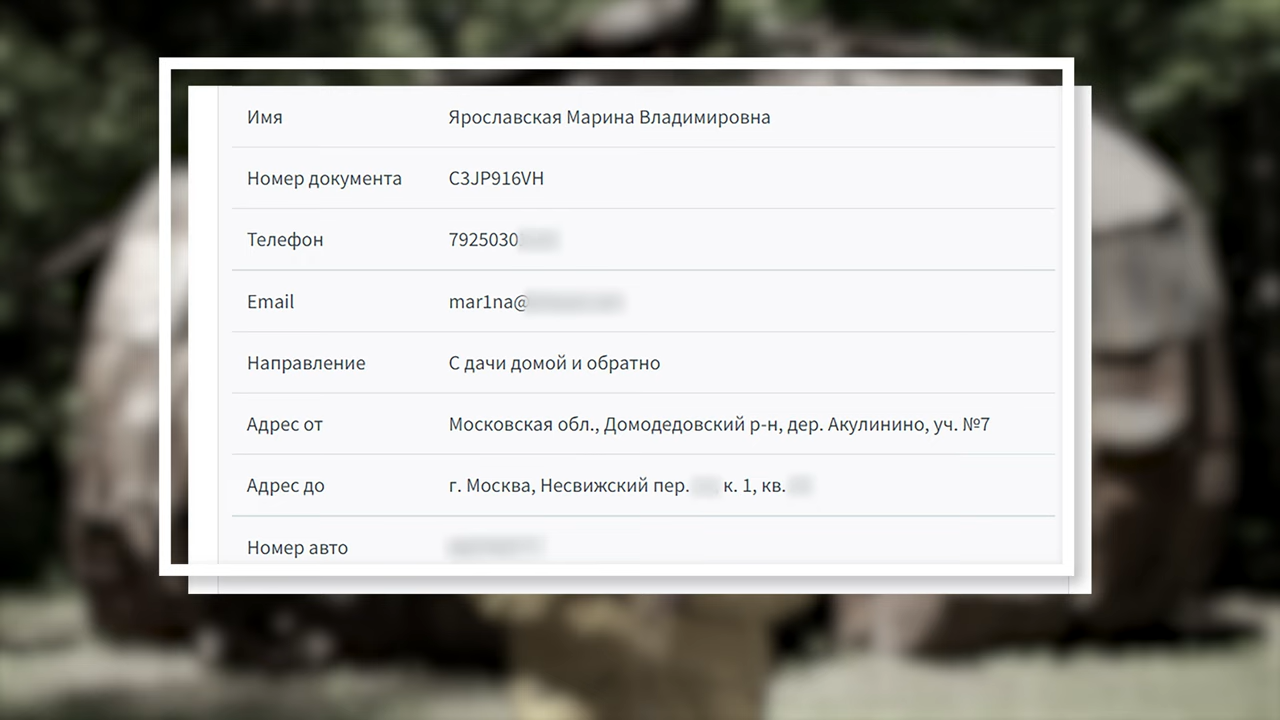 Имя Ярославская Марина Владимировна
Номер документа C3JP916VH
Телефон 7925030
Email mar1na@
Направление С дачи домой и обратно
Адрес от Московская обл., Домодедовский р-н, дер. Акулинино, уч. №7
Адрес до г. Москва, Несвижский пер. к. 1, кв.
Номер авто